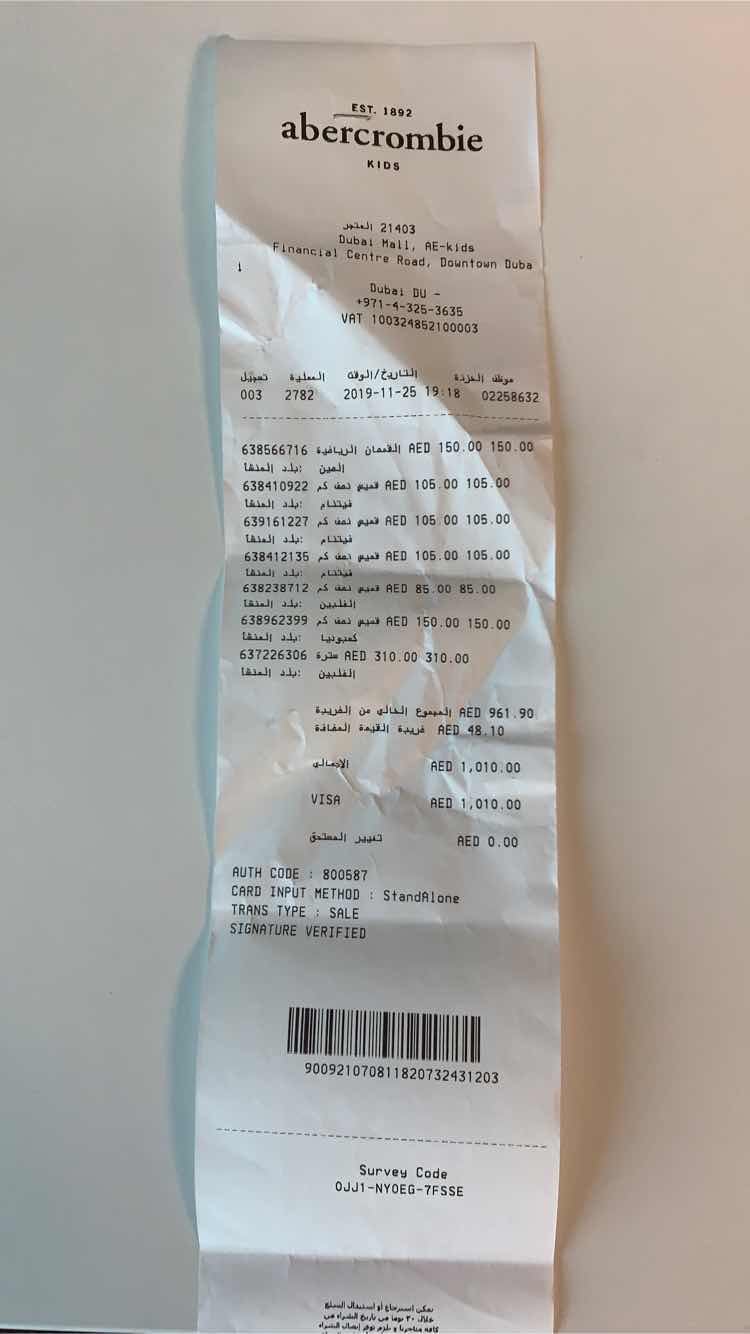 EST. 1892
abercrombie
KIDS
المتجر 21403
Dubai Mall, AE-kids
Financial Centre Road, Downtown Duba
Dubai DU -
+971-4-325-3635
VAT 100324852100003
تسجيل العملية التاريخ/الوقت موظف الخزنة
003 2782 2019-11-25 19:18 02258632
638566716 القمصان الرياضية AED 150.00 150.00
بلد المنشأ: الصين
638410922 قميص نصف كم AED 105.00 105.00
بلد المنشأ: فيتنام
639161227 قميص نصف كم AED 105.00 105.00
بلد المنشأ: فيتنام
638412135 قميص نصف كم AED 105.00 105.00
بلد المنشأ: فيتنام
638238712 قميص نصف كم AED 85.00 85.00
بلد المنشأ: الفلبين
638962399 قميص نصف كم AED 150.00 150.00
بلد المنشأ: كمبوديا
637226306 سترة AED 310.00 310.00
بلد المنشأ: الفلبين
المجموع الخالي من الضريبة AED 961.90
ضريبة القيمة المضافة AED 48.10
الإجمالي AED 1,010.00
VISA AED 1,010.00
تغيير المستحق AED 0.00
AUTH CODE : 800587
CARD INPUT METHOD : StandAlone
TRANS TYPE : SALE
SIGNATURE VERIFIED
900921070811820732431203
Survey Code
OJJ1-NYOEG-7FSSE
يمكن استرجاع أو استبدال السلع
خلال ٣٠ يوما من تاريخ الشراء في
كافة متاجرنا و يلزم توفر إيصال الشراء